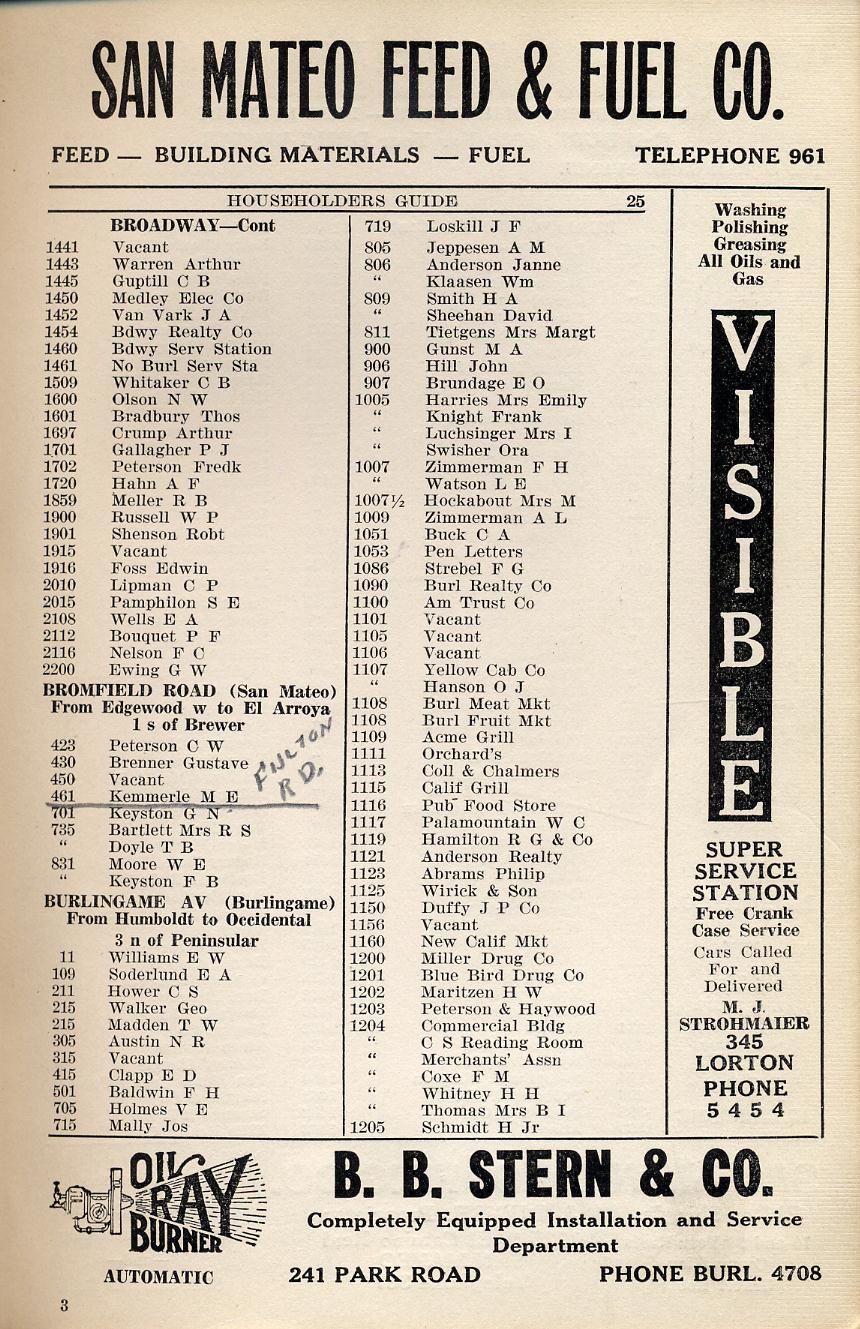 SAN MATEO FEED & FUEL CO.
FEED — BUILDING MATERIALS — FUEL TELEPHONE 961
HOUSEHOLDERS GUIDE 25
BROADWAY—Cont
1441 Vacant
1443 Warren Arthur
1445 Guptill C B
1450 Medley Elec Co
1452 Van Vark J A
1454 Bdwy Realty Co
1460 Bdwy Serv Station
1461 No Burl Serv Sta
1509 Whitaker C B
1600 Olson N W
1601 Bradbury Thos
1697 Crump Arthur
1701 Gallagher P J
1702 Peterson Fredk
1720 Hahn A F
1859 Meller R B
1900 Russell W P
1901 Shenson Robt
1915 Vacant
1916 Foss Edwin
2010 Lipman C P
2015 Pamphilon S E
2108 Wells E A
2112 Bouquet P F
2116 Nelson F C
2200 Ewing G W
BROMFIELD ROAD (San Mateo)
From Edgewood w to El Arroya
1 s of Brewer
423 Peterson C W
430 Brenner Gustave
450 Vacant
461 Kemmerle M E
FULTON
RD.
701 Keyston G N
735 Bartlett Mrs R S
“ Doyle T B
831 Moore W E
“ Keyston F B
BURLINGAME AV (Burlingame)
From Humboldt to Occidental
3 n of Peninsular
11 Williams E W
109 Soderlund E A
211 Hower C S
215 Walker Geo
215 Madden T W
305 Austin N R
315 Vacant
415 Clapp E D
501 Baldwin F H
705 Holmes V E
715 Mally Jos
719 Loskill J F
805 Jeppesen A M
806 Anderson Janne
“ Klaasen Wm
809 Smith H A
“ Sheehan David
811 Tietgens Mrs Margt
900 Gunst M A
906 Hill John
907 Brundage E O
1005 Harries Mrs Emily
“ Knight Frank
“ Luchsinger Mrs I
“ Swisher Ora
1007 Zimmerman F H
“ Watson L E
1007½ Hockabout Mrs M
1009 Zimmerman A L
1051 Buck C A
1053 Pen Letters
1086 Strebel F G
1090 Burl Realty Co
1100 Am Trust Co
1101 Vacant
1105 Vacant
1106 Vacant
1107 Yellow Cab Co
“ Hanson O J
1108 Burl Meat Mkt
1108 Burl Fruit Mkt
1109 Acme Grill
1111 Orchard's
1113 Coll & Chalmers
1115 Calif Grill
1116 Pub Food Store
1117 Palamountain W C
1119 Hamilton R G & Co
1121 Anderson Realty
1123 Abrams Philip
1125 Wirick & Son
1150 Duffy J P Co
1156 Vacant
1160 New Calif Mkt
1200 Miller Drug Co
1201 Blue Bird Drug Co
1202 Maritzen H W
1203 Peterson & Haywood
1204 Commercial Bldg
“ C S Reading Room
“ Merchants' Assn
“ Coxe F M
“ Whitney H H
“ Thomas Mrs B I
1205 Schmidt H Jr
Washing
Polishing
Greasing
All Oils and
Gas
VISIBLE
SUPER
SERVICE
STATION
Free Crank
Case Service
Cars Called
For and
Delivered
M. J.
STROHMAIER
345
LORTON
PHONE
5 4 5 4
OIL
RAY
BURNER
AUTOMATIC
B. B. STERN & CO.
Completely Equipped Installation and Service
Department
241 PARK ROAD PHONE BURL. 4708
3